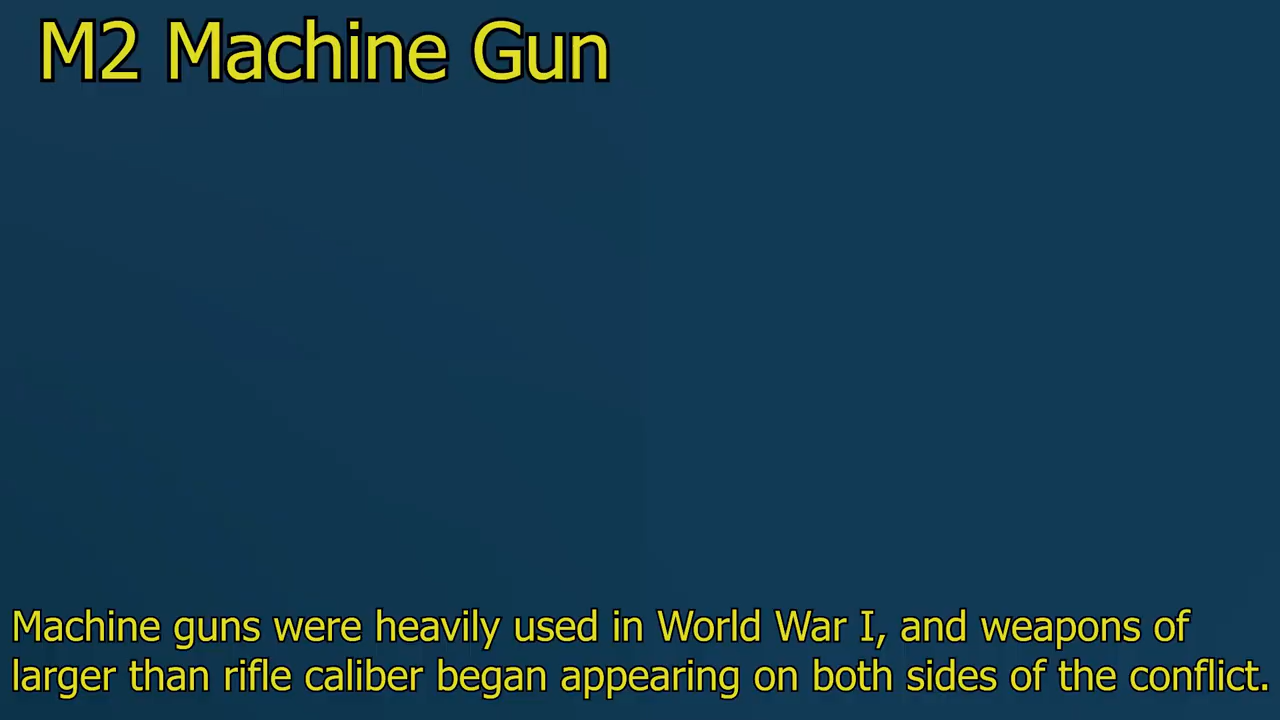 M2 Machine Gun
Machine guns were heavily used in World War I, and weapons of
larger than rifle caliber began appearing on both sides of the conflict.